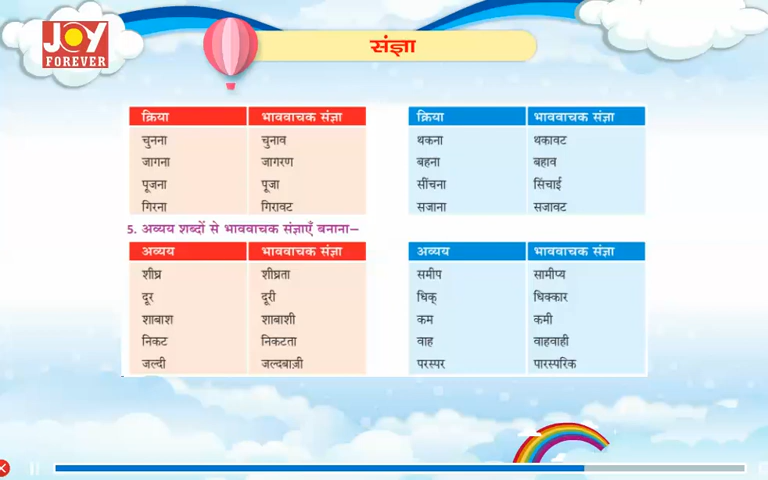 JOY
FOREVER
संज्ञा
क्रिया भाववाचक संज्ञा
चुनना चुनाव
जागना जागरण
पूजना पूजा
गिरना गिरावट
क्रिया भाववाचक संज्ञा
थकना थकावट
बहना बहाव
सींचना सिंचाई
सजाना सजावट
5. अव्यय शब्दों से भाववाचक संज्ञाएँ बनाना–
अव्यय भाववाचक संज्ञा
शीघ्र शीघ्रता
दूर दूरी
शाबाश शाबाशी
निकट निकटता
जल्दी जल्दबाज़ी
अव्यय भाववाचक संज्ञा
समीप सामीप्य
धिक् धिक्कार
कम कमी
वाह वाहवाही
परस्पर पारस्परिक